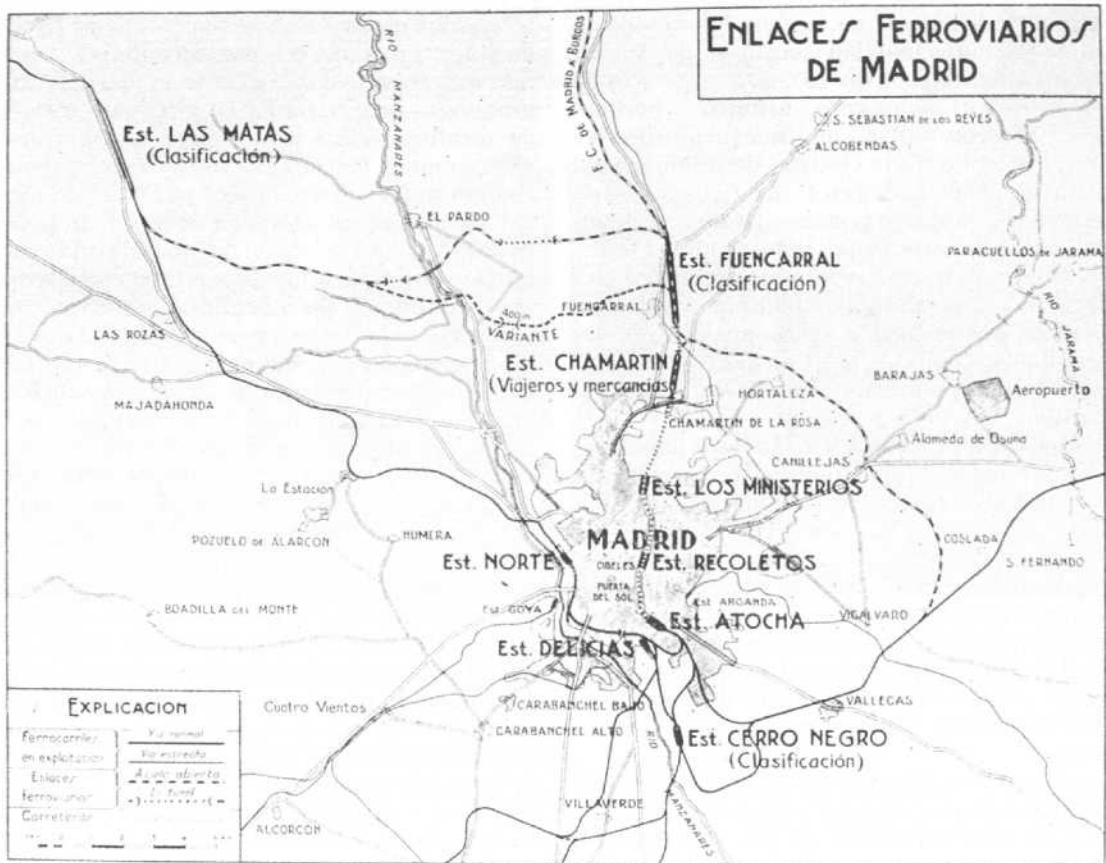 ENLACES FERROVIARIOS
DE MADRID
RIO MANZANARES
F.C. DE MADRID A BURGOS
Est. LAS MATAS
(Clasificación)
S. SEBASTIAN DE LOS REYES
ALCOBENDAS
EL PARDO
PARACUELLOS DE JARAMA
Est. FUENCARRAL
(Clasificación)
FUENCARRAL
RIO JARAMA
400 m
VARIANTE
LAS ROZAS
Est. CHAMARTIN
(Viajeros y mercancias)
BARAJAS
Aeropuerto
HORTALEZA
MAJADAHONDA
CHAMARTIN DE LA ROSA
Alameda de Osuna
CANILLEJAS
La Estación
Est. LOS MINISTERIOS
POZUELO DE ALARCON
HUMERA
MADRID
COSLADA
Est. NORTE
CIBELES
Est. RECOLETOS
S. FERNANDO
PUERTA
DEL SOL
Est. GOYA
Est. ARGANDA
BOADILLA DEL MONTE
Est. ATOCHA
VICALVARO
Est. DELICIAS
EXPLICACION
Cuatro Vientos
CARABANCHEL BAJO
VALLECAS
Ferrocarriles
en explotación
Vía normal
Vía estrecha
CARABANCHEL ALTO
RIO MANZANARES
Est. CERRO NEGRO
(Clasificación)
Enlaces
ferroviarios
A cielo abierto
En túnel
Carreteras
VILLAVERDE
ALCORCÓN